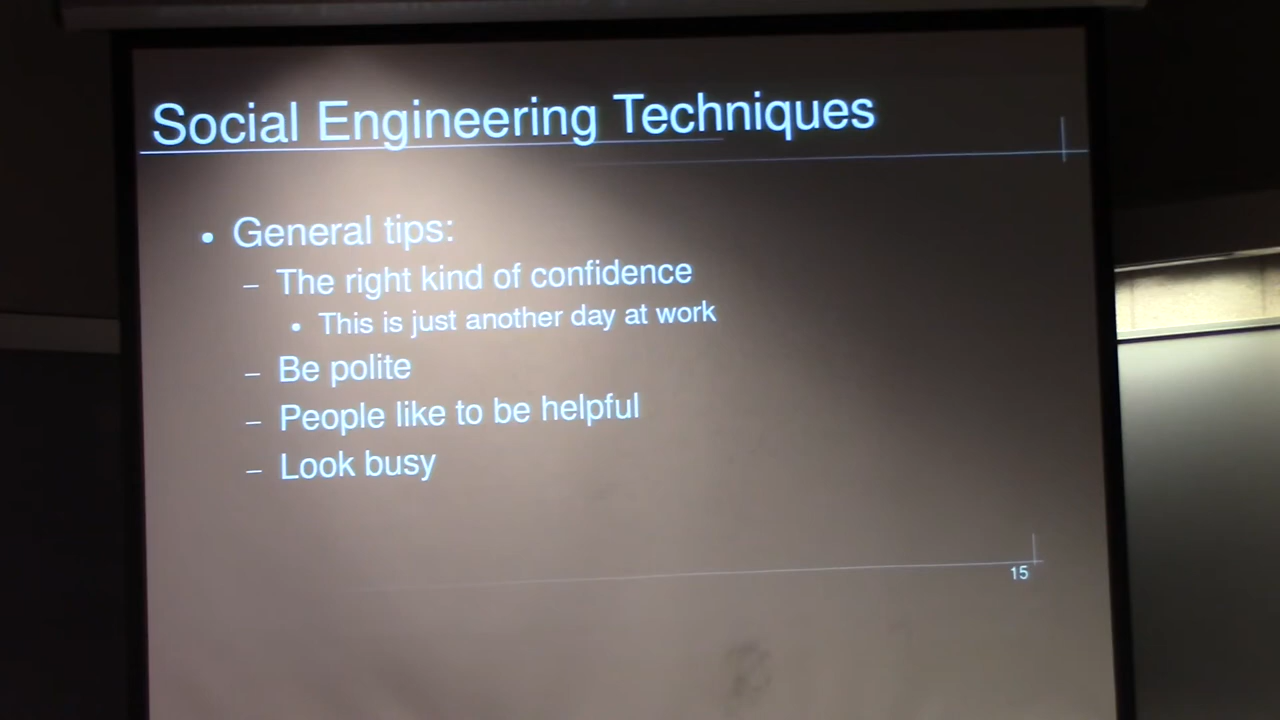 Social Engineering Techniques
• General tips:
– The right kind of confidence
• This is just another day at work
– Be polite
– People like to be helpful
– Look busy
15